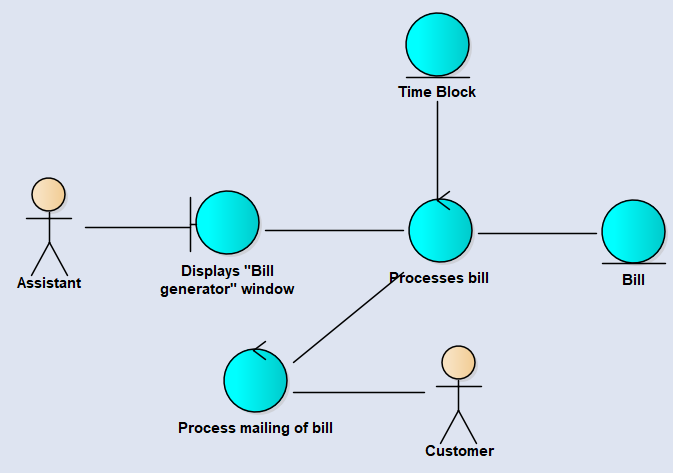 Time Block
Assistant
Displays "Bill
generator" window
Processes bill
Bill
Process mailing of bill
Customer